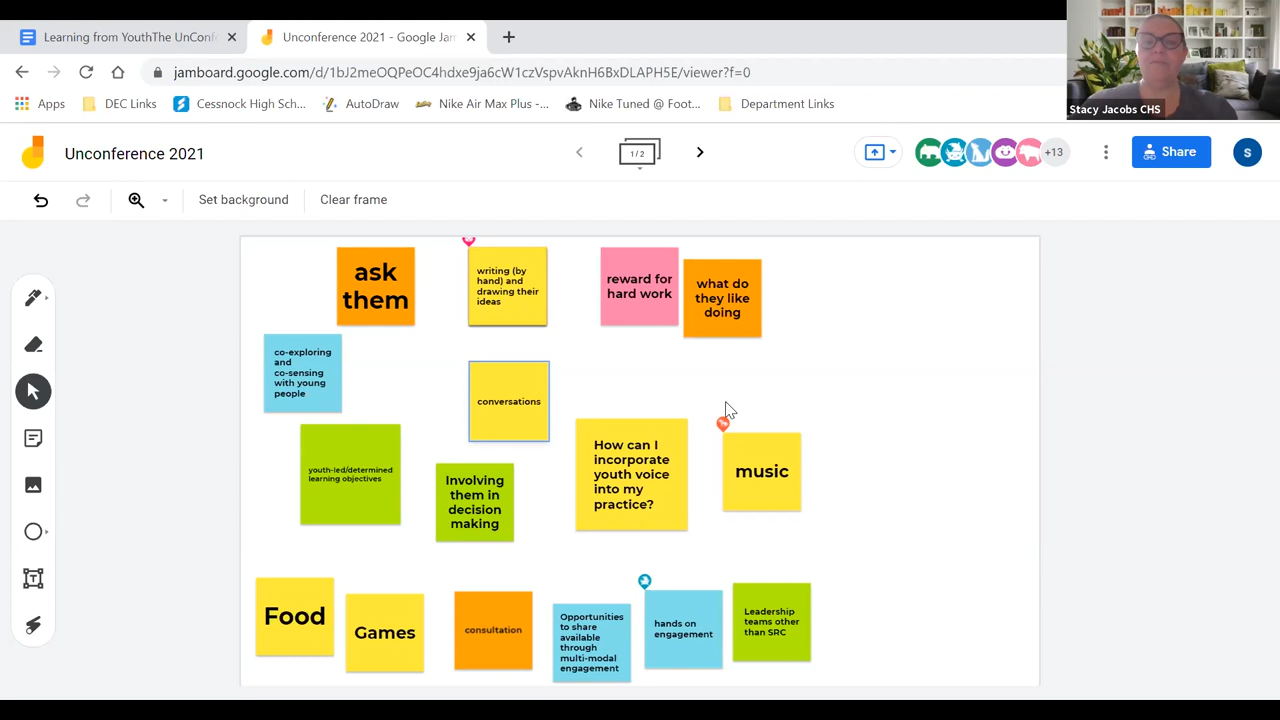 Learning from YouthThe UnConf
Unconference 2021 - Google Jam
jamboard.google.com/d/1bJ2meOQPeOC4hdxe9ja6cW1czVspvAknH6BxDLAPH5E/viewer?f=0
Apps
DEC Links
Cessnock High Sch...
AutoDraw
Nike Air Max Plus -...
Nike Tuned @ Foot...
Department Links
Stacy Jacobs CHS
Unconference 2021
1 / 2
+13
Share
S
Set background
Clear frame
ask
them
writing (by
hand) and
drawing their
ideas
reward for
hard work
what do
they like
doing
co-exploring
and
co-sensing
with young
people
conversations
youth-led/determined
learning objectives
Involving
them in
decision
making
How can I
incorporate
youth voice
into my
practice?
music
Food
Games
consultation
Opportunities
to share
available
through
multi-modal
engagement
hands on
engagement
Leadership
teams other
than SRC